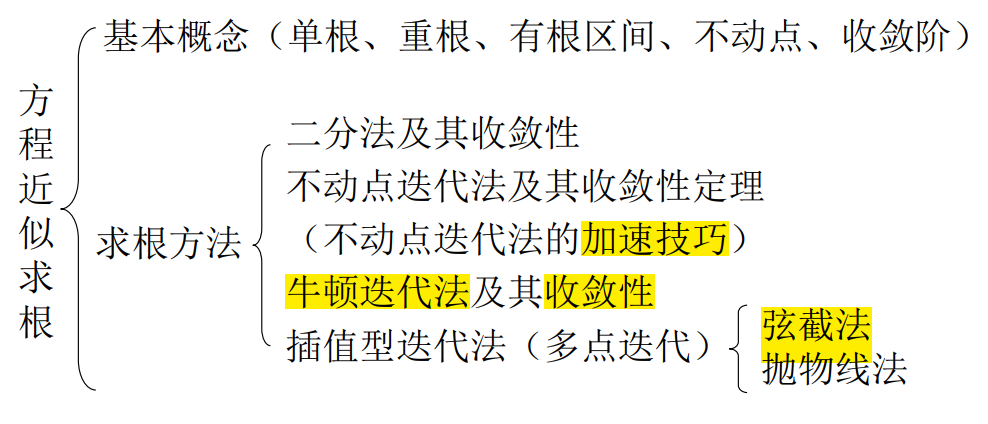 方程近似求根
基本概念（单根、重根、有根区间、不动点、收敛阶）
求根方法
二分法及其收敛性
不动点迭代法及其收敛性定理
（不动点迭代法的加速技巧）
牛顿迭代法及其收敛性
插值型迭代法（多点迭代）
弦截法
抛物线法